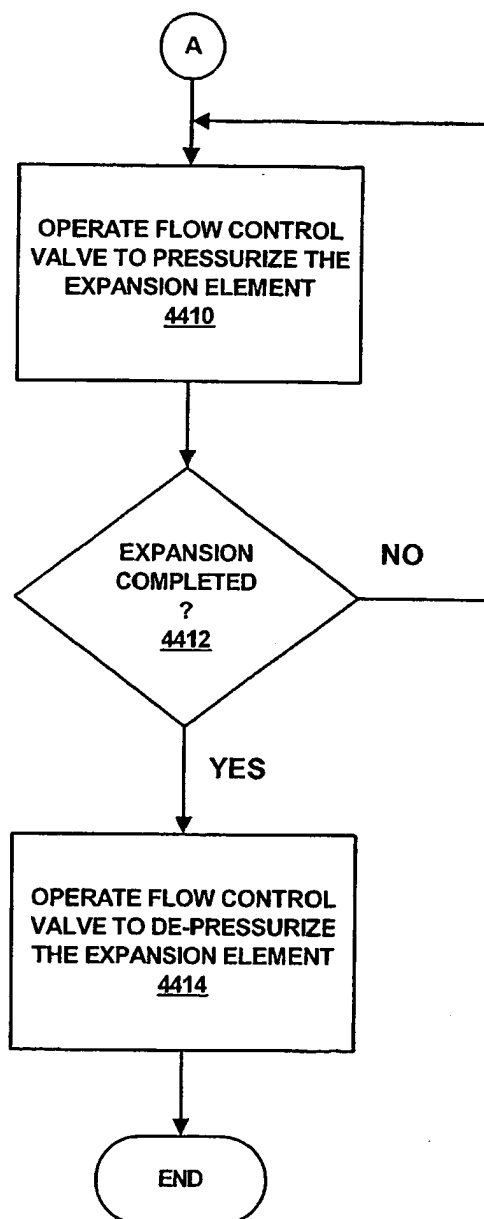 A
OPERATE FLOW CONTROL
VALVE TO PRESSURIZE THE
EXPANSION ELEMENT
4410
EXPANSION
COMPLETED
?
4412
NO
YES
OPERATE FLOW CONTROL
VALVE TO DE-PRESSURIZE
THE EXPANSION ELEMENT
4414
END